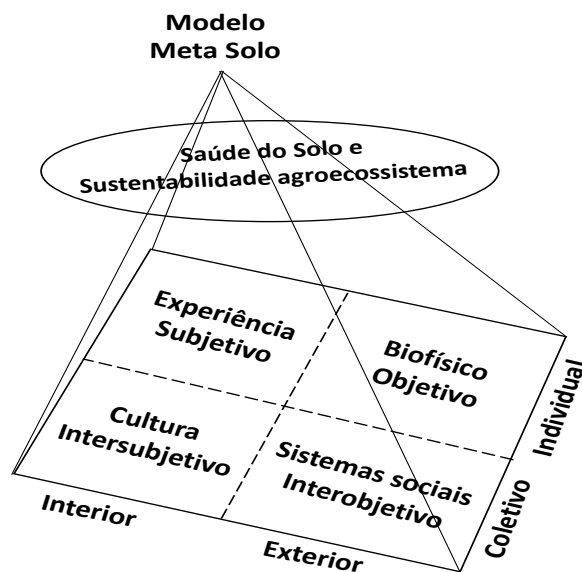 Modelo
Meta Solo
Saúde do Solo e
Sustentabilidade agroecossistema
Experiência
Subjetivo
Biofísico
Objetivo
Cultura
Intersubjetivo
Sistemas sociais
Interobjetivo
Individual
Coletivo
Interior
Exterior